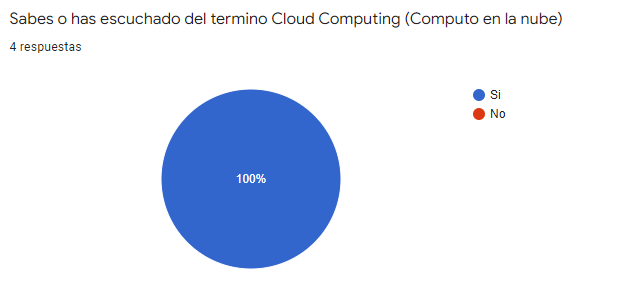 Sabes o has escuchado del termino Cloud Computing (Computo en la nube)
4 respuestas
Si
No
100%